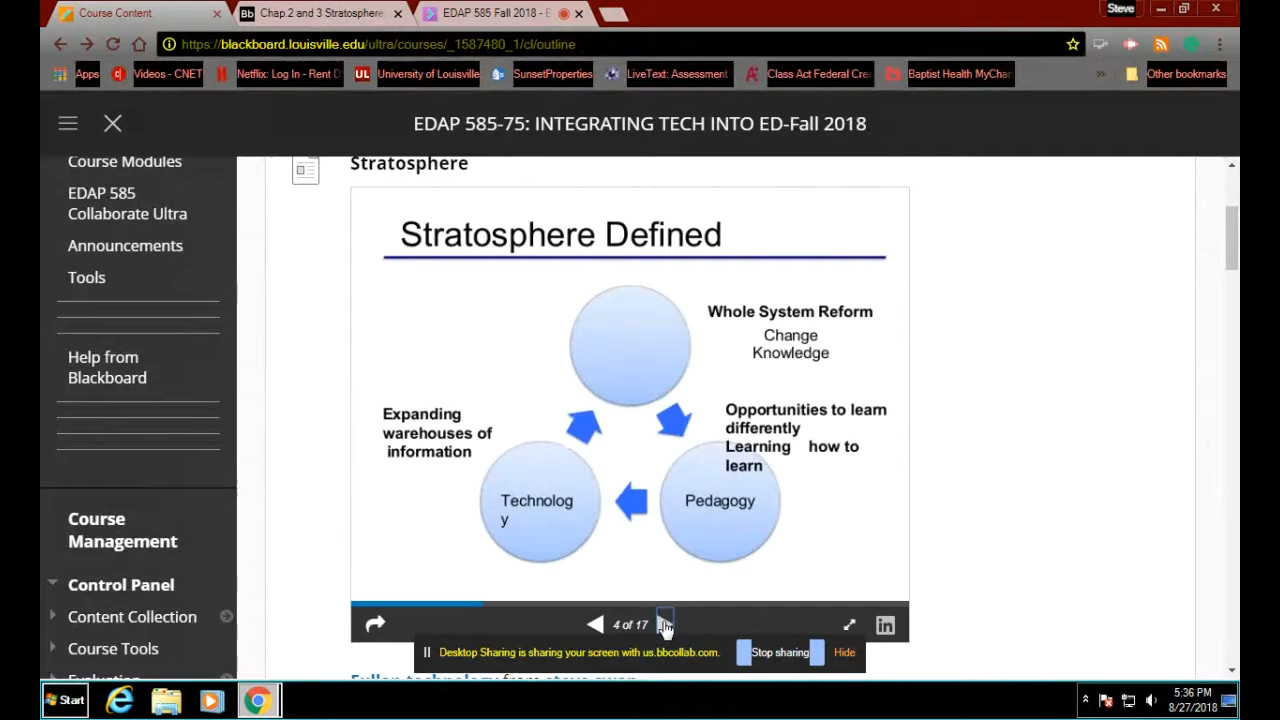 Course Content
Chap.2 and 3 Stratosphere
EDAP 585 Fall 2018 - E
Steve
https://blackboard.louisville.edu/ultra/courses/_1587480_1/cl/outline
Apps
Videos - CNET
Netflix: Log In - Rent D
University of Louisville
SunsetProperties
LiveText: Assessment
Class Act Federal Cre
Baptist Health MyChar
Other bookmarks
EDAP 585-75: INTEGRATING TECH INTO ED-Fall 2018
Course Modules
EDAP 585
Collaborate Ultra
Announcements
Tools
Help from
Blackboard
Course
Management
Control Panel
Content Collection
Course Tools
Stratosphere
Stratosphere Defined
Whole System Reform
Change
Knowledge
Expanding
warehouses of
information
Opportunities to learn
differently
Learning how to
learn
Technolog
y
Pedagogy
4 of 17
in
Desktop Sharing is sharing your screen with us.bbcollab.com.
Stop sharing
Hide
Start
5:36 PM
8/27/2018